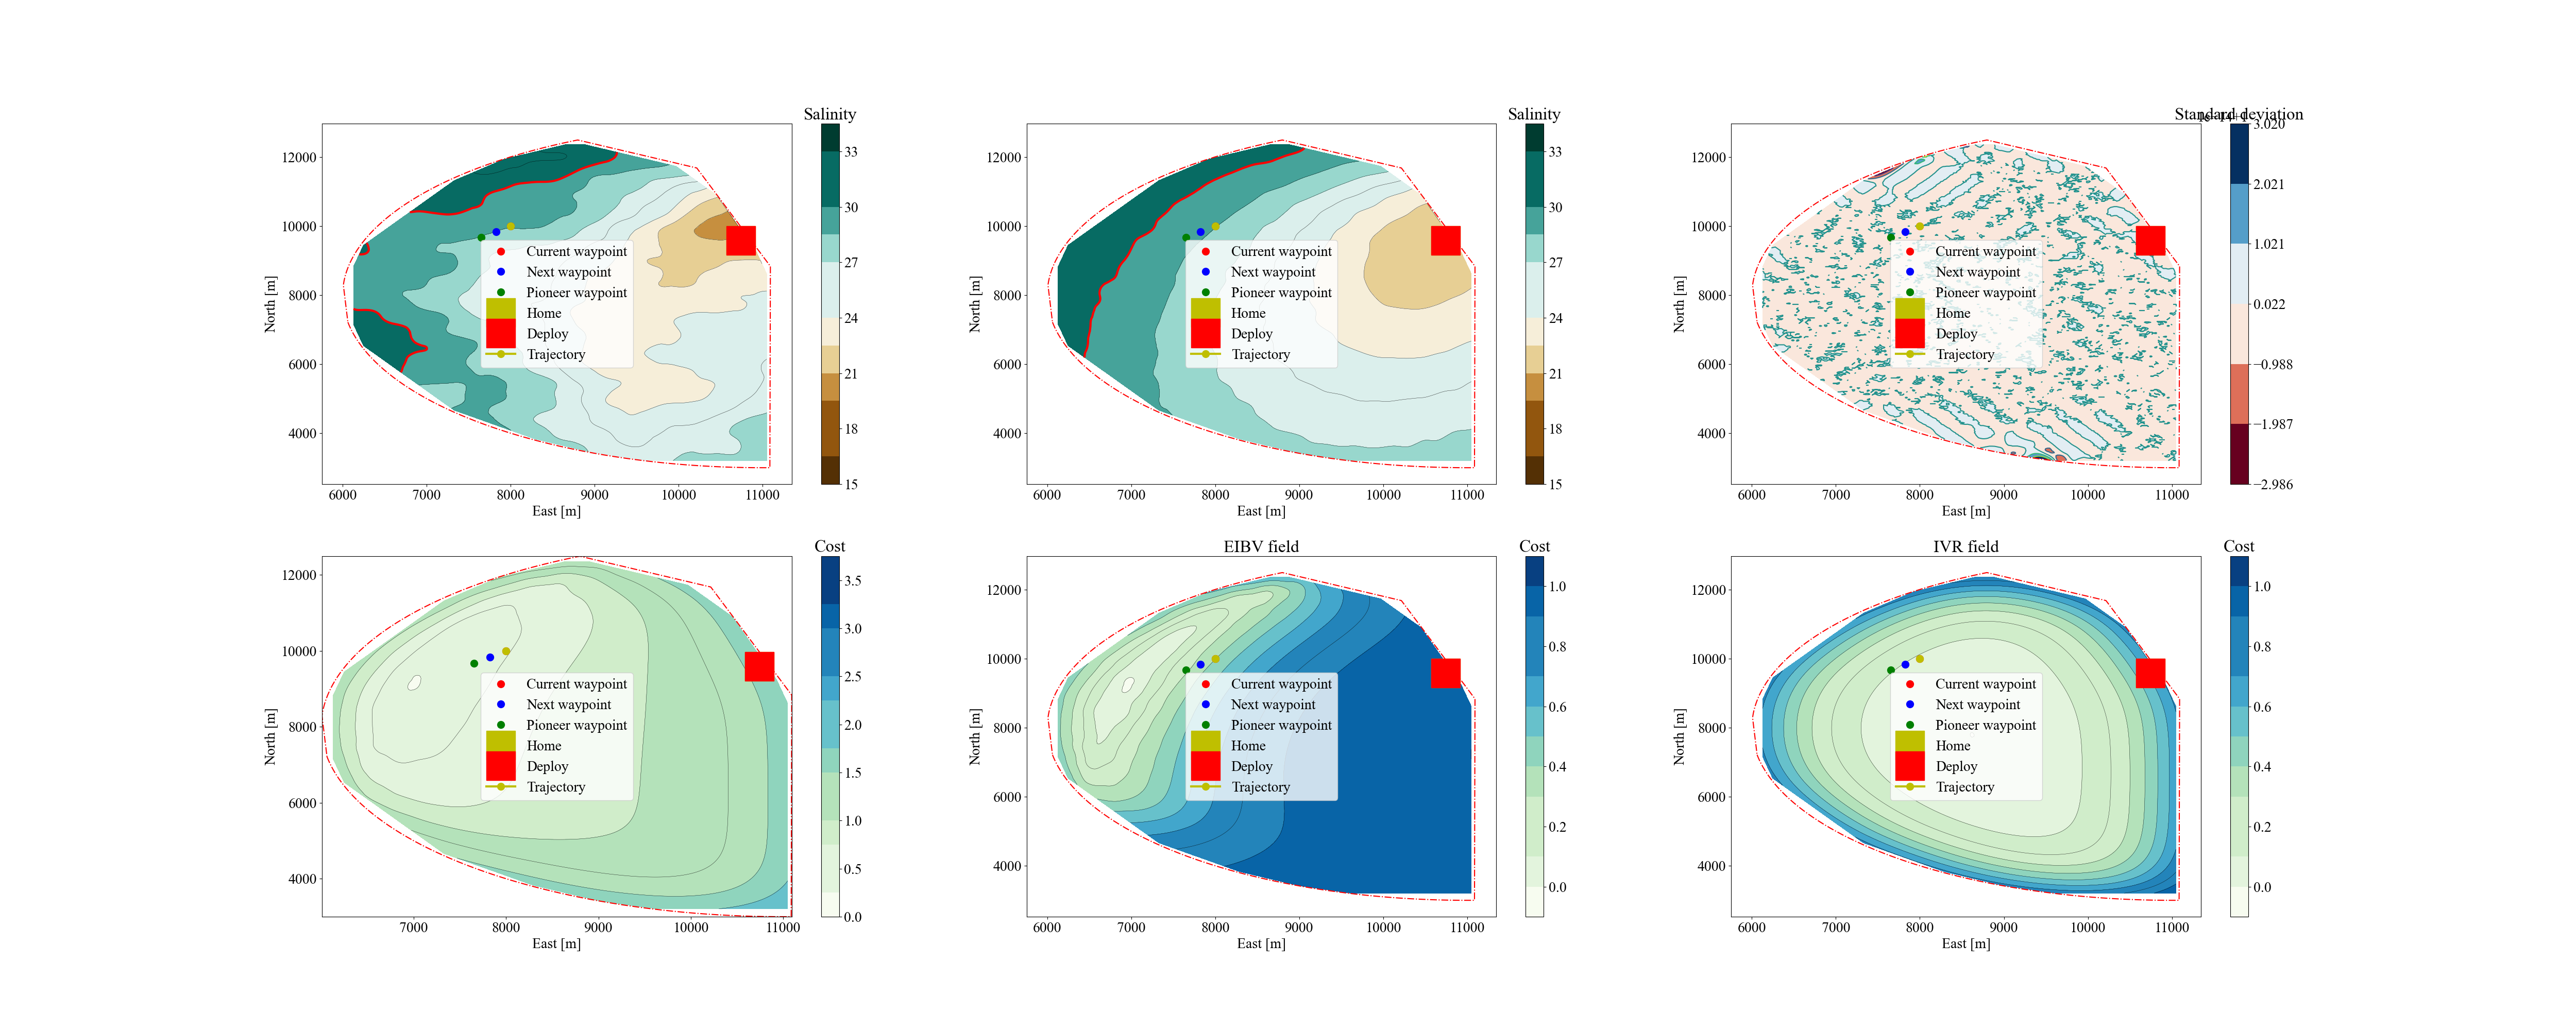 Salinity
12000
10000
8000
6000
4000
North [m]
6000 7000 8000 9000 10000 11000
East [m]
Current waypoint
Next waypoint
Pioneer waypoint
Home
Deploy
Trajectory
33
30
27
24
21
18
15
Salinity
12000
10000
8000
6000
4000
North [m]
6000 7000 8000 9000 10000 11000
East [m]
Current waypoint
Next waypoint
Pioneer waypoint
Home
Deploy
Trajectory
33
30
27
24
21
18
15
Standard deviation
12000
10000
8000
6000
4000
North [m]
6000 7000 8000 9000 10000 11000
East [m]
Current waypoint
Next waypoint
Pioneer waypoint
Home
Deploy
Trajectory
3.020
2.021
1.021
0.022
−0.988
−1.987
−2.986
Cost
12000
10000
8000
6000
4000
North [m]
7000 8000 9000 10000 11000
East [m]
Current waypoint
Next waypoint
Pioneer waypoint
Home
Deploy
Trajectory
3.5
3.0
2.5
2.0
1.5
1.0
0.5
0.0
EIBV field
Cost
12000
10000
8000
6000
4000
North [m]
6000 7000 8000 9000 10000 11000
East [m]
Current waypoint
Next waypoint
Pioneer waypoint
Home
Deploy
Trajectory
1.0
0.8
0.6
0.4
0.2
0.0
IVR field
Cost
12000
10000
8000
6000
4000
North [m]
6000 7000 8000 9000 10000 11000
East [m]
Current waypoint
Next waypoint
Pioneer waypoint
Home
Deploy
Trajectory
1.0
0.8
0.6
0.4
0.2
0.0